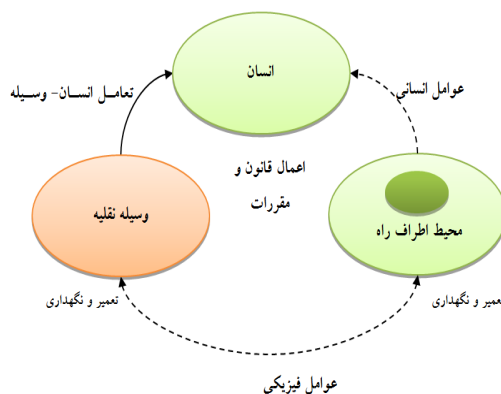 انسان
تعامل انسان- وسیله
عوامل انسانی
اعمال قانون و
مقررات
وسیله نقلیه
محیط اطراف راه
تعمیر و نگهداری
تعمیر و نگهداری
عوامل فیزیکی